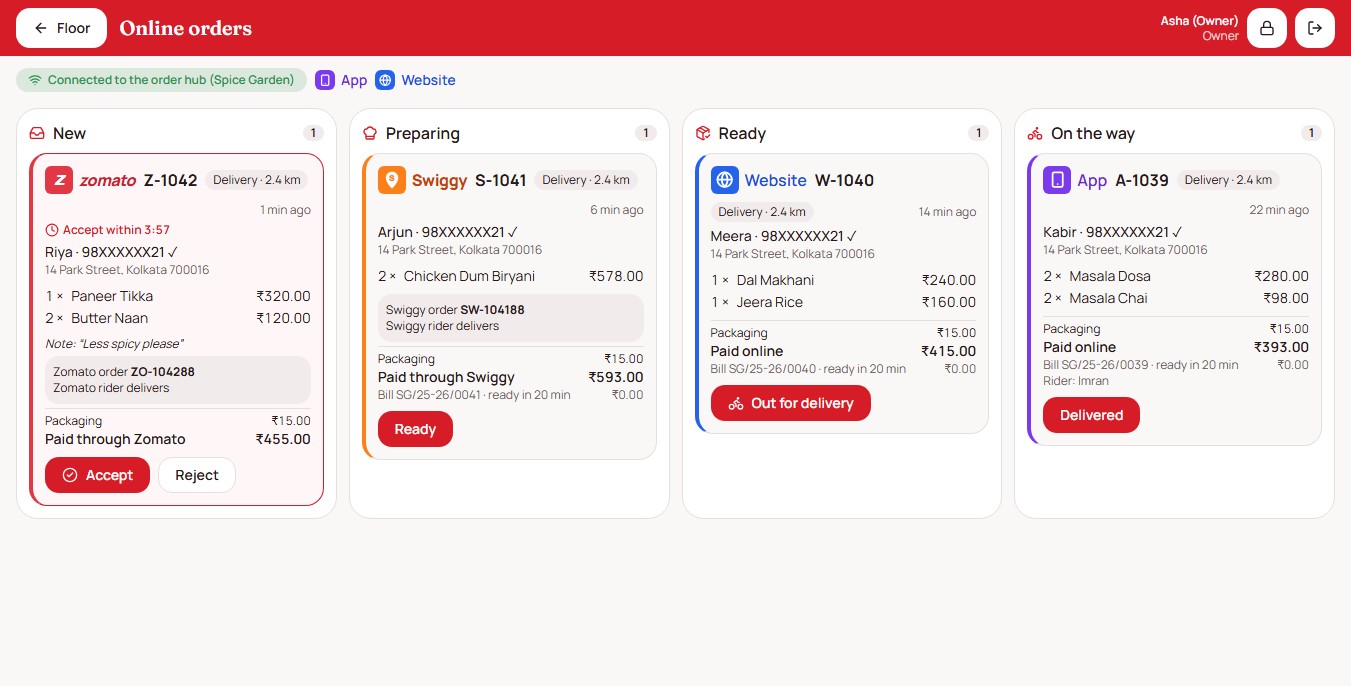 Floor
Online orders
Asha (Owner)
Owner
Connected to the order hub (Spice Garden)
App
Website
New 1
zomato Z-1042 Delivery · 2.4 km
1 min ago
Accept within 3:57
Riya · 98XXXXXX21 ✓
14 Park Street, Kolkata 700016
1 × Paneer Tikka ₹320.00
2 × Butter Naan ₹120.00
Note: “Less spicy please”
Zomato order ZO-104288
Zomato rider delivers
Packaging ₹15.00
Paid through Zomato ₹455.00
Accept Reject
Preparing 1
Swiggy S-1041 Delivery · 2.4 km
6 min ago
Arjun · 98XXXXXX21 ✓
14 Park Street, Kolkata 700016
2 × Chicken Dum Biryani ₹578.00
Swiggy order SW-104188
Swiggy rider delivers
Packaging ₹15.00
Paid through Swiggy ₹593.00
Bill SG/25-26/0041 · ready in 20 min ₹0.00
Ready
Ready 1
Website W-1040
Delivery · 2.4 km 14 min ago
Meera · 98XXXXXX21 ✓
14 Park Street, Kolkata 700016
1 × Dal Makhani ₹240.00
1 × Jeera Rice ₹160.00
Packaging ₹15.00
Paid online ₹415.00
Bill SG/25-26/0040 · ready in 20 min ₹0.00
Out for delivery
On the way 1
App A-1039 Delivery · 2.4 km
22 min ago
Kabir · 98XXXXXX21 ✓
14 Park Street, Kolkata 700016
2 × Masala Dosa ₹280.00
2 × Masala Chai ₹98.00
Packaging ₹15.00
Paid online ₹393.00
Bill SG/25-26/0039 · ready in 20 min ₹0.00
Rider: Imran
Delivered